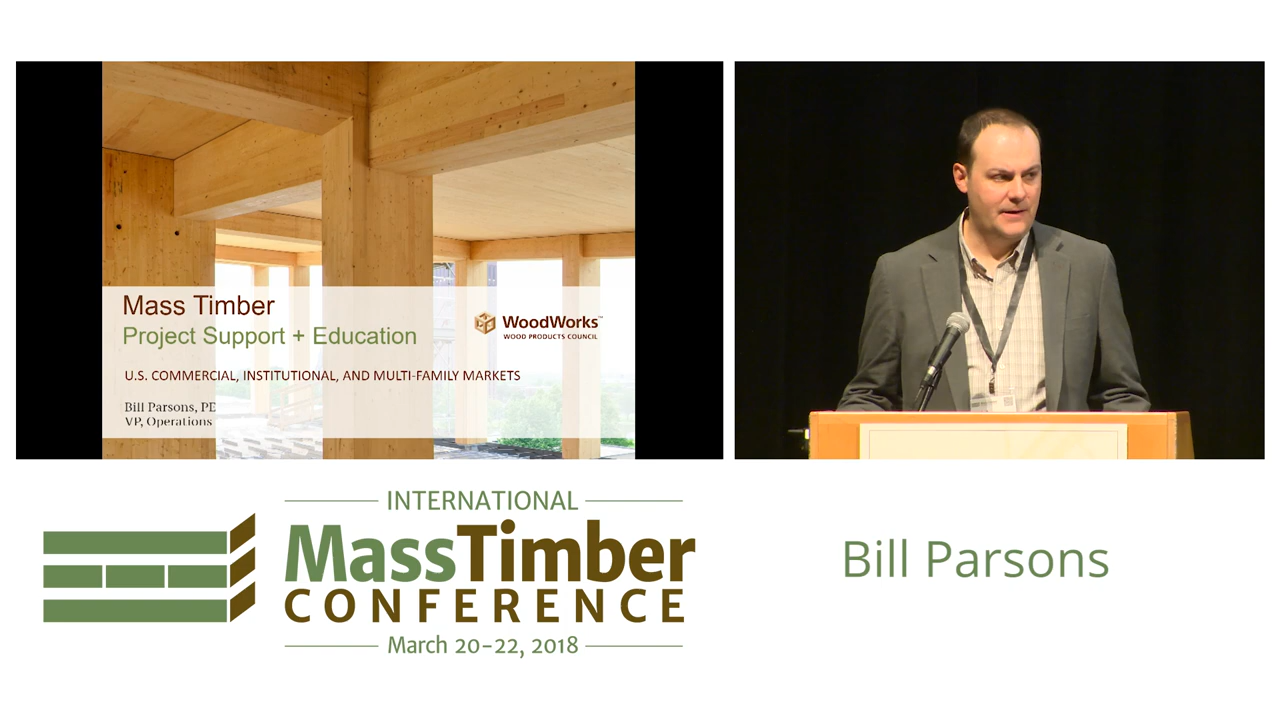 Mass Timber
Project Support + Education
WoodWorks™
WOOD PRODUCTS COUNCIL
U.S. COMMERCIAL, INSTITUTIONAL, AND MULTI-FAMILY MARKETS
Bill Parsons, PE
VP, Operations
INTERNATIONAL
MassTimber
CONFERENCE
March 20–22, 2018
Bill Parsons